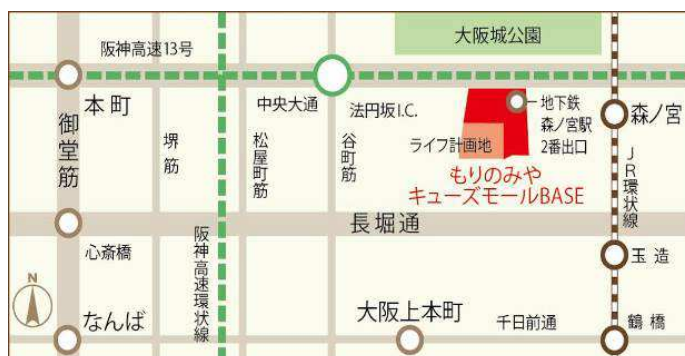 阪神高速13号
大阪城公園
本町
中央大通
法円坂I.C.
地下鉄
森ノ宮駅
2番出口
森ノ宮
御堂筋
堺筋
松屋町筋
谷町筋
ライフ計画地
もりのみや
キューズモールBASE
JR環状線
長堀通
心斎橋
阪神高速環状線
玉造
N
なんば
大阪上本町
千日前通
鶴橋